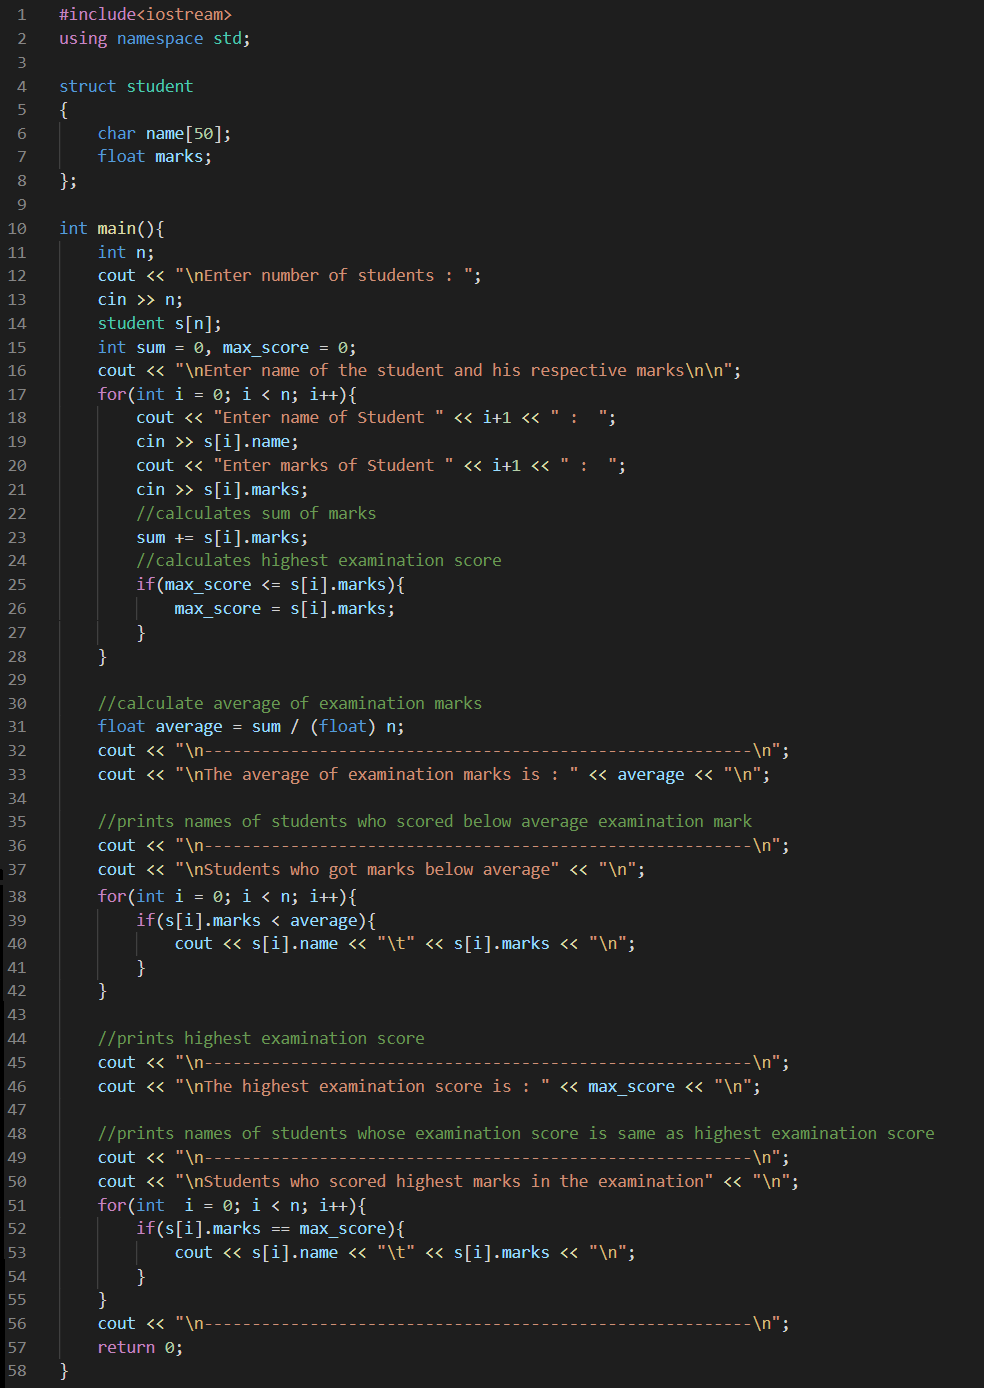 1 #include<iostream>
2 using namespace std;
3
4 struct student
5 {
6     char name[50];
7     float marks;
8 };
9
10 int main(){
11     int n;
12     cout << "\nEnter number of students : ";
13     cin >> n;
14     student s[n];
15     int sum = 0, max_score = 0;
16     cout << "\nEnter name of the student and his respective marks\n\n";
17     for(int i = 0; i < n; i++){
18         cout << "Enter name of Student " << i+1 << " :  ";
19         cin >> s[i].name;
20         cout << "Enter marks of Student " << i+1 << " :  ";
21         cin >> s[i].marks;
22         //calculates sum of marks
23         sum += s[i].marks;
24         //calculates highest examination score
25         if(max_score <= s[i].marks){
26             max_score = s[i].marks;
27         }
28     }
29
30     //calculate average of examination marks
31     float average = sum / (float) n;
32     cout << "\n---------------------------------------------------------\n";
33     cout << "\nThe average of examination marks is : " << average << "\n";
34
35     //prints names of students who scored below average examination mark
36     cout << "\n---------------------------------------------------------\n";
37     cout << "\nStudents who got marks below average" << "\n";
38     for(int i = 0; i < n; i++){
39         if(s[i].marks < average){
40             cout << s[i].name << "\t" << s[i].marks << "\n";
41         }
42     }
43
44     //prints highest examination score
45     cout << "\n---------------------------------------------------------\n";
46     cout << "\nThe highest examination score is : " << max_score << "\n";
47
48     //prints names of students whose examination score is same as highest examination score
49     cout << "\n---------------------------------------------------------\n";
50     cout << "\nStudents who scored highest marks in the examination" << "\n";
51     for(int  i = 0; i < n; i++){
52         if(s[i].marks == max_score){
53             cout << s[i].name << "\t" << s[i].marks << "\n";
54         }
55     }
56     cout << "\n---------------------------------------------------------\n";
57     return 0;
58 }